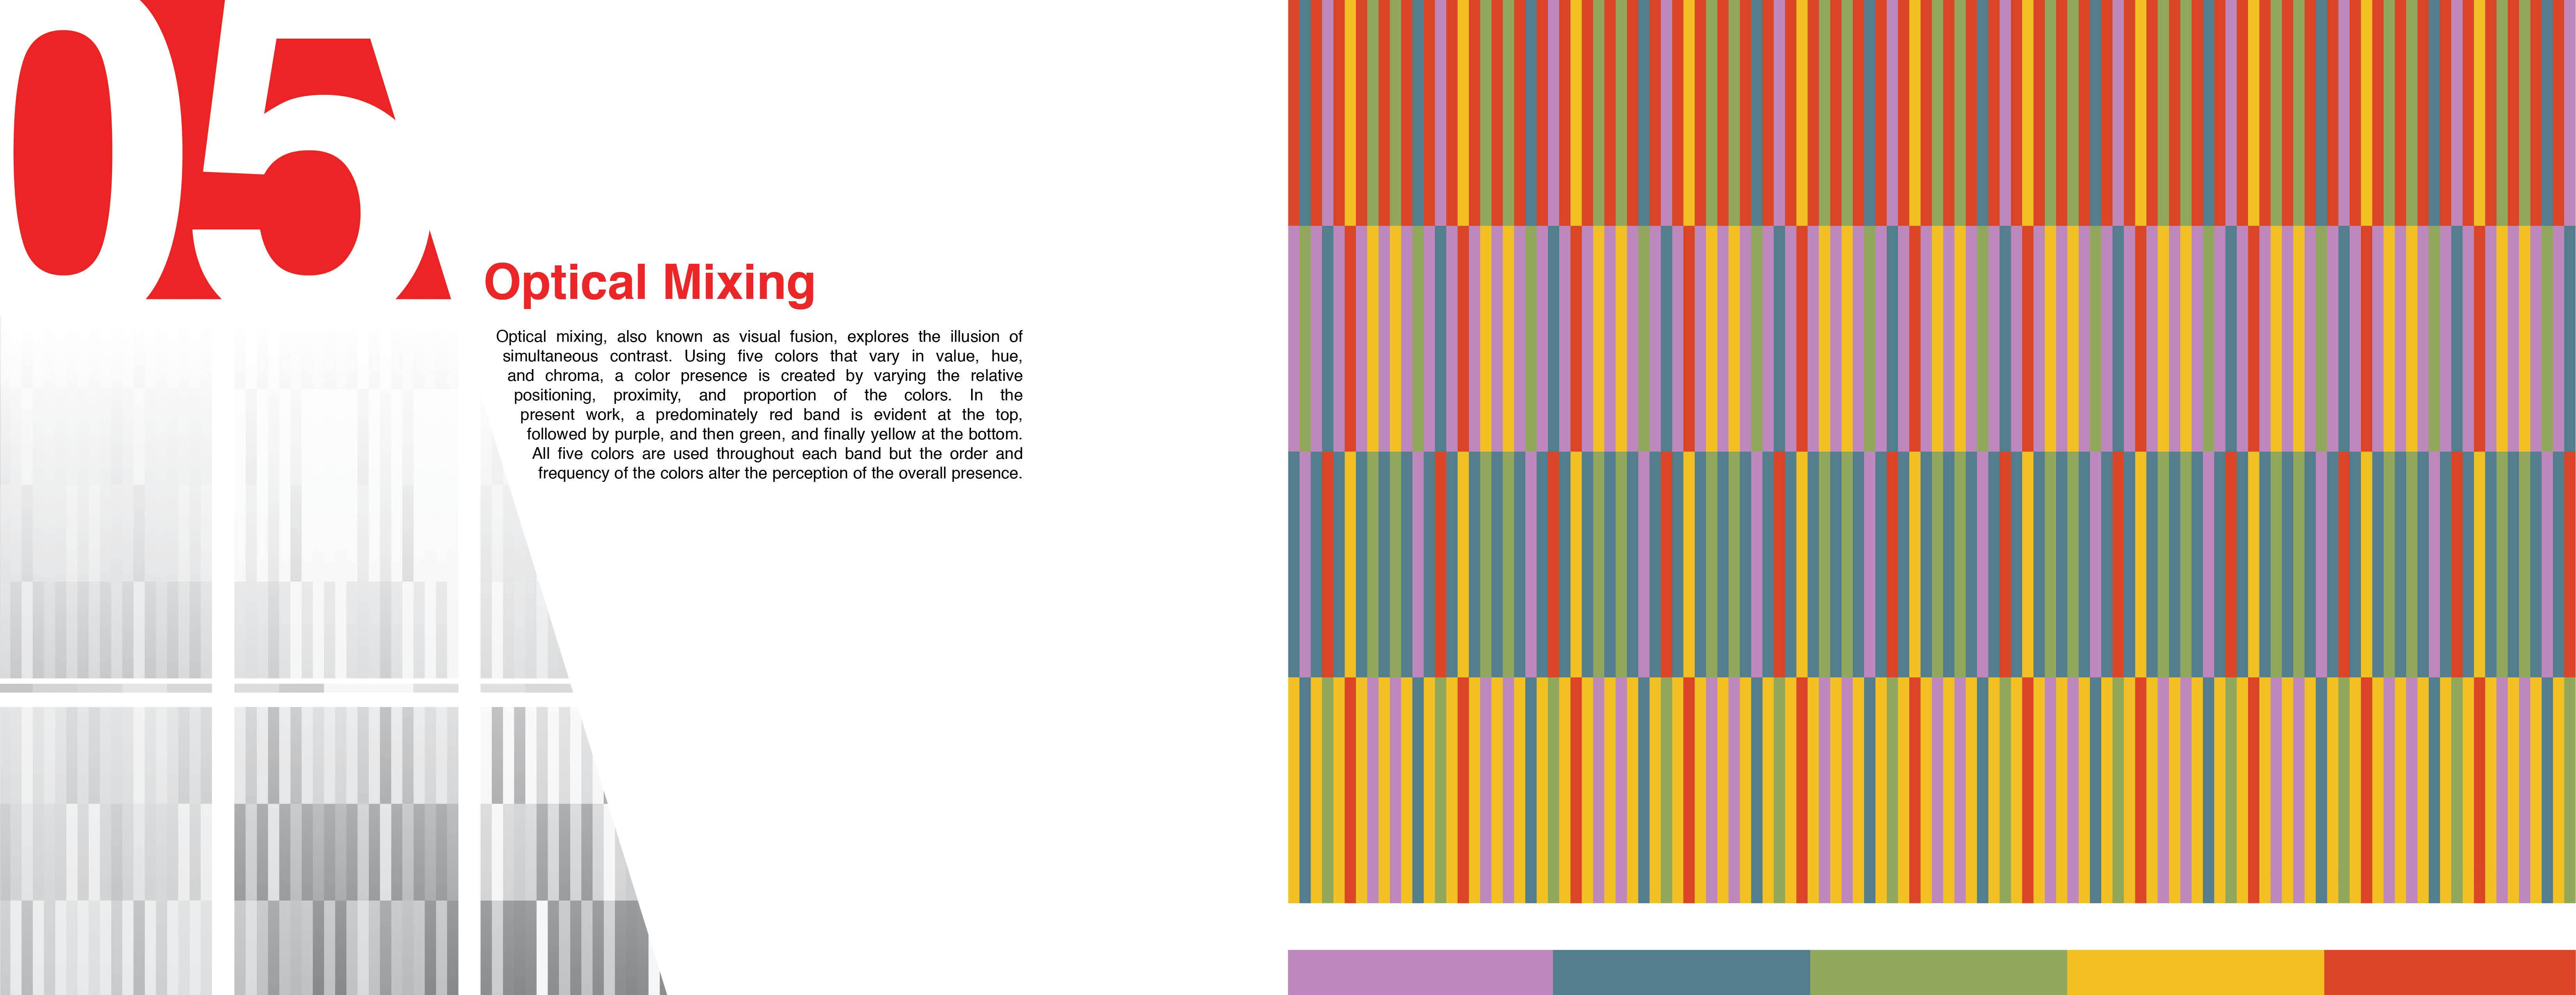 05
Optical Mixing
Optical mixing, also known as visual fusion, explores the illusion of
simultaneous contrast. Using five colors that vary in value, hue,
and chroma, a color presence is created by varying the relative
positioning, proximity, and proportion of the colors. In the
present work, a predominately red band is evident at the top,
followed by purple, and then green, and finally yellow at the bottom.
All five colors are used throughout each band but the order and
frequency of the colors alter the perception of the overall presence.